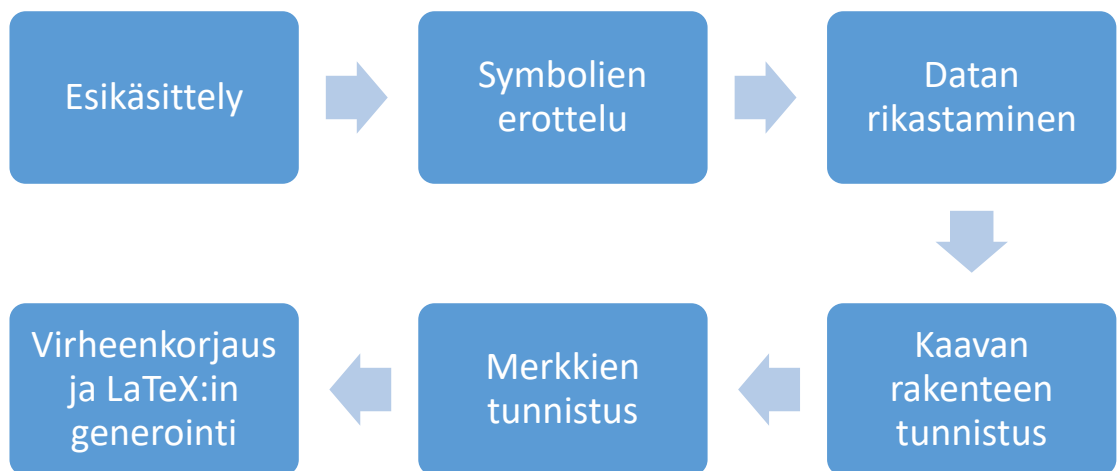 Esikäsittely
Symbolien
erottelu
Datan
rikastaminen
Kaavan
rakenteen
tunnistus
Merkkien
tunnistus
Virheenkorjaus
ja LaTeX:in
generointi